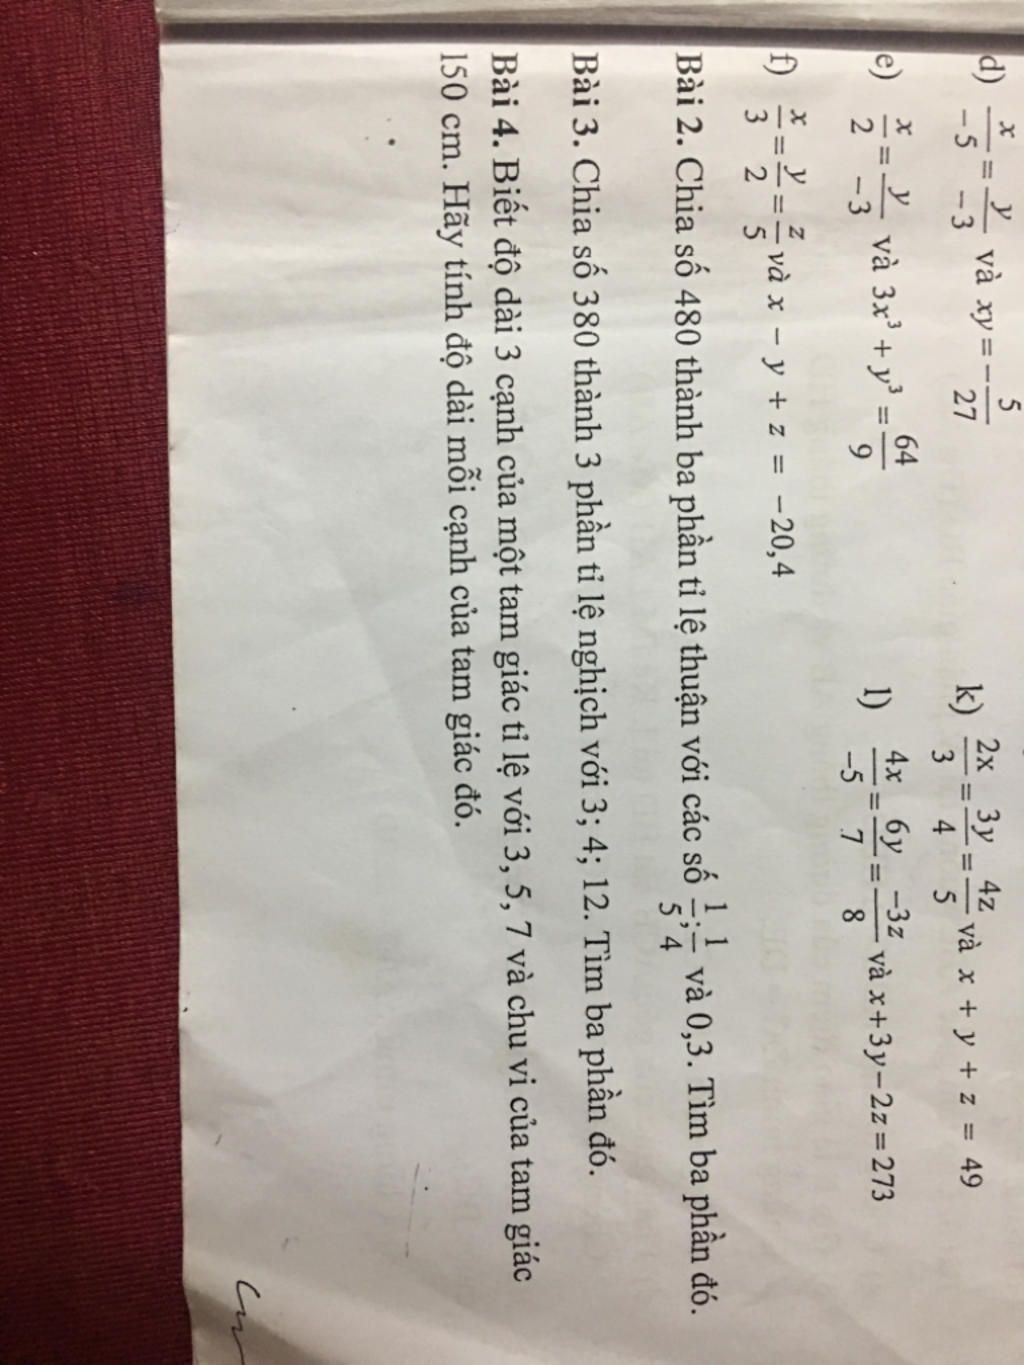 d) x/-5 = y/-3 và xy = -5/27
e) x/2 = y/-3 và 3x³ + y³ = 64/9
f) x/3 = y/2 = z/5 và x - y + z = -20,4
k) 2x/3 = 3y/4 = 4z/5 và x + y + z = 49
l) 4x/-5 = 6y/7 = -3z/8 và x+3y-2z=273
Bài 2. Chia số 480 thành ba phần tỉ lệ thuận với các số 1/5; 1/4 và 0,3. Tìm ba phần đó.
Bài 3. Chia số 380 thành 3 phần tỉ lệ nghịch với 3; 4; 12. Tìm ba phần đó.
Bài 4. Biết độ dài 3 cạnh của một tam giác tỉ lệ với 3, 5, 7 và chu vi của tam giác
150 cm. Hãy tính độ dài mỗi cạnh của tam giác đó.